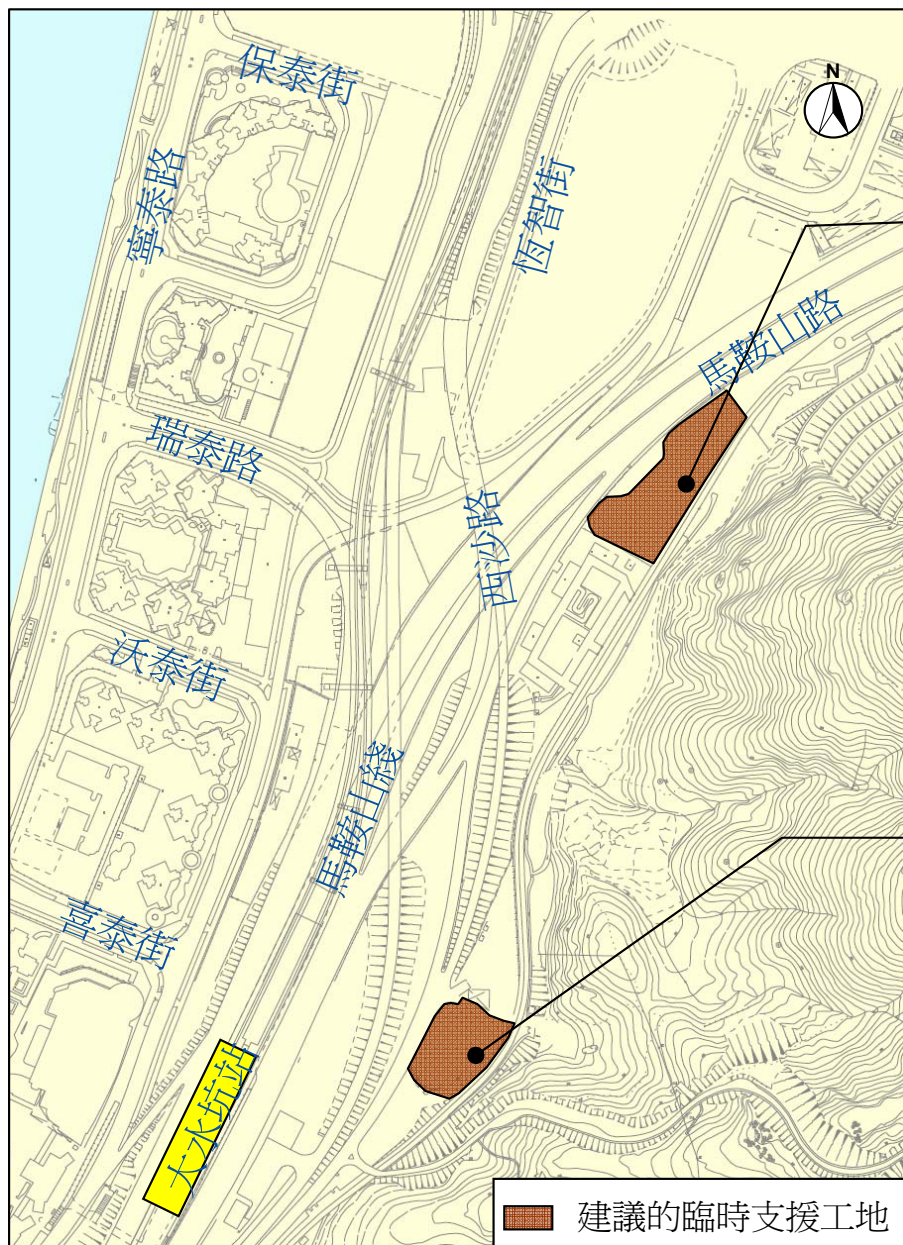 保泰街
N
寧泰路
恆智街
馬鞍山路
瑞泰路
西沙路
沃泰街
馬鞍山綫
喜泰街
大水坑站
建議的臨時支援工地